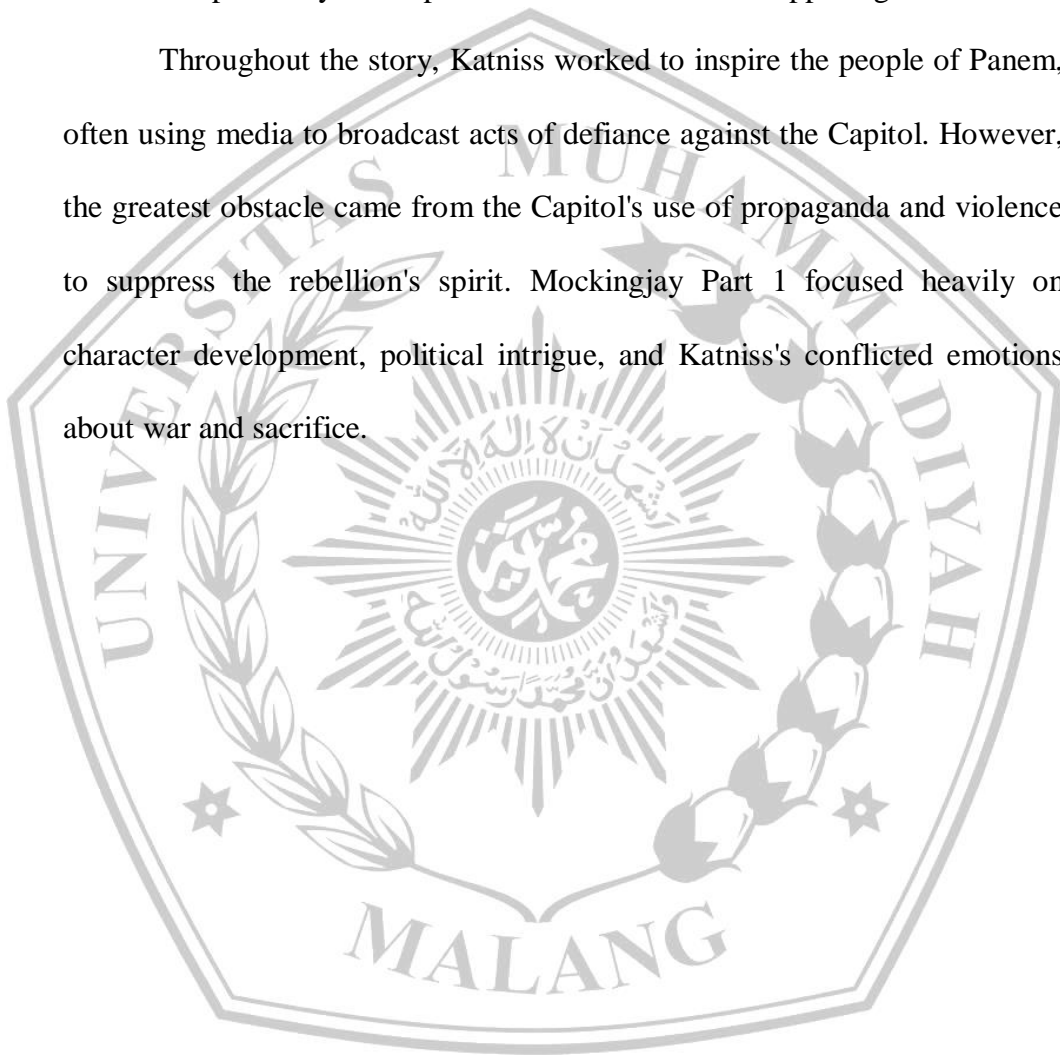 Throughout the story, Katniss worked to inspire the people of Panem,
often using media to broadcast acts of defiance against the Capitol. However,
the greatest obstacle came from the Capitol's use of propaganda and violence
to suppress the rebellion's spirit. Mockingjay Part 1 focused heavily on
character development, political intrigue, and Katniss's conflicted emotions
about war and sacrifice.
UNIVERSITAS MUHAMMADIYAH
MALANG